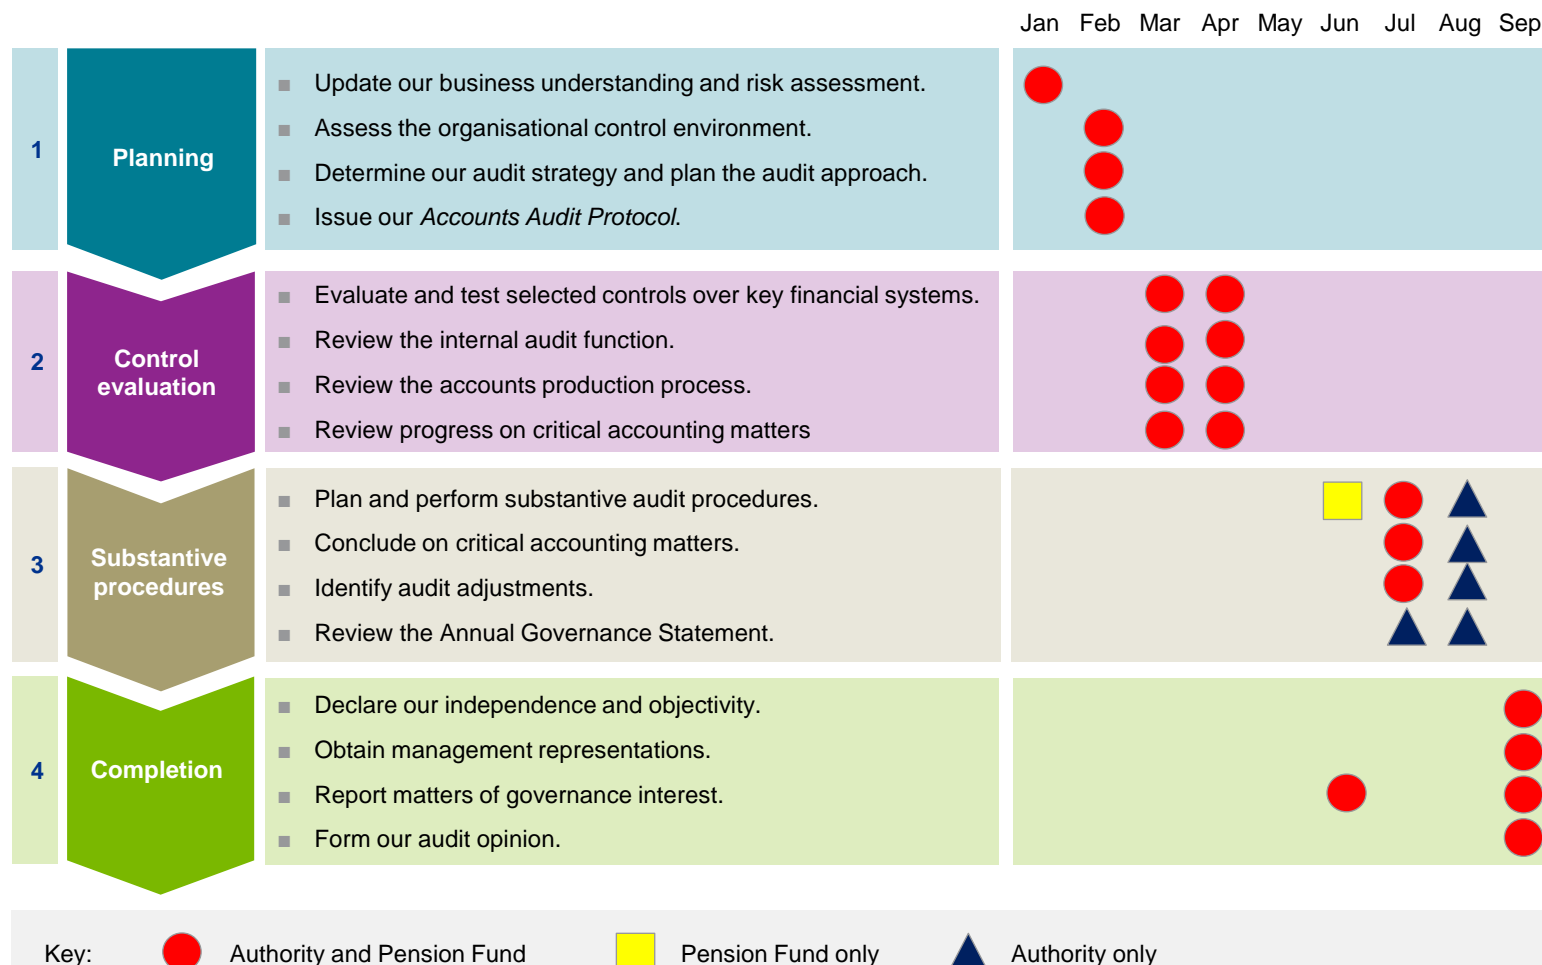 Jan Feb Mar Apr May Jun Jul Aug Sep
1
Planning
■ Update our business understanding and risk assessment.
■ Assess the organisational control environment.
■ Determine our audit strategy and plan the audit approach.
■ Issue our Accounts Audit Protocol.
2
Control
evaluation
■ Evaluate and test selected controls over key financial systems.
■ Review the internal audit function.
■ Review the accounts production process.
■ Review progress on critical accounting matters
3
Substantive
procedures
■ Plan and perform substantive audit procedures.
■ Conclude on critical accounting matters.
■ Identify audit adjustments.
■ Review the Annual Governance Statement.
4
Completion
■ Declare our independence and objectivity.
■ Obtain management representations.
■ Report matters of governance interest.
■ Form our audit opinion.
Key: Authority and Pension Fund Pension Fund only Authority only